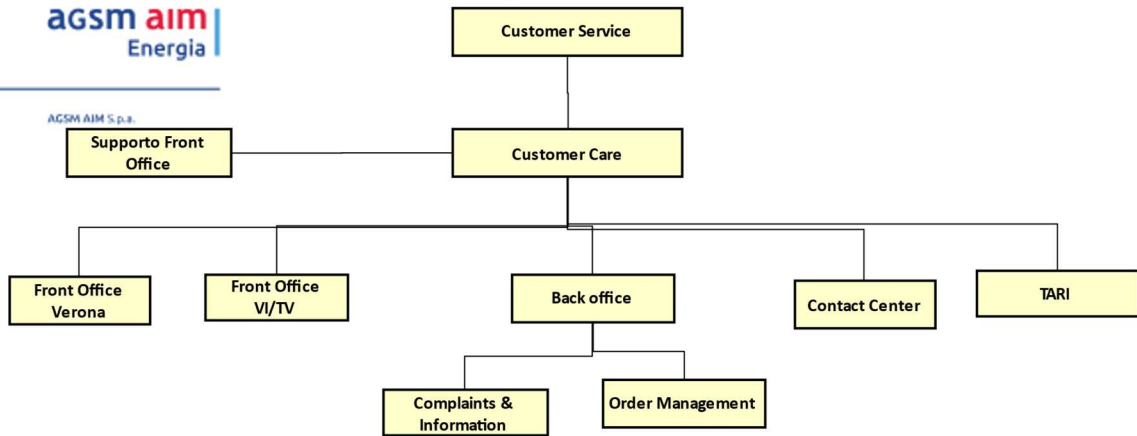 agsm aim
Energia
AGSM AIM S.p.a.
Customer Service
Supporto Front
Office
Customer Care
Front Office
Verona
Front Office
VI/TV
Back office
Contact Center
TARI
Complaints &
Information
Order Management